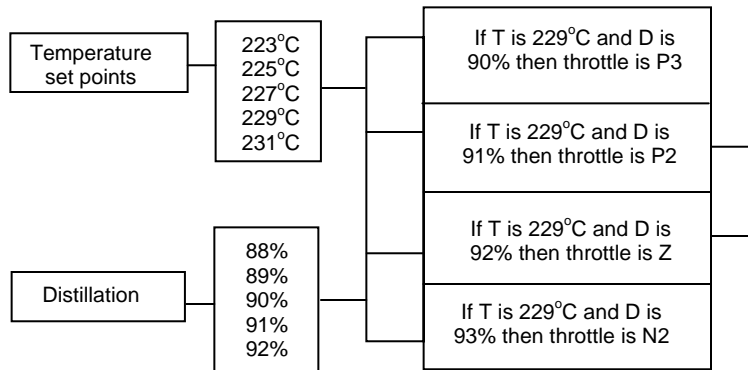 Temperature
set points
223°C
225°C
227°C
229°C
231°C
If T is 229°C and D is
90% then throttle is P3
If T is 229°C and D is
91% then throttle is P2
If T is 229°C and D is
92% then throttle is Z
If T is 229°C and D is
93% then throttle is N2
Distillation
88%
89%
90%
91%
92%